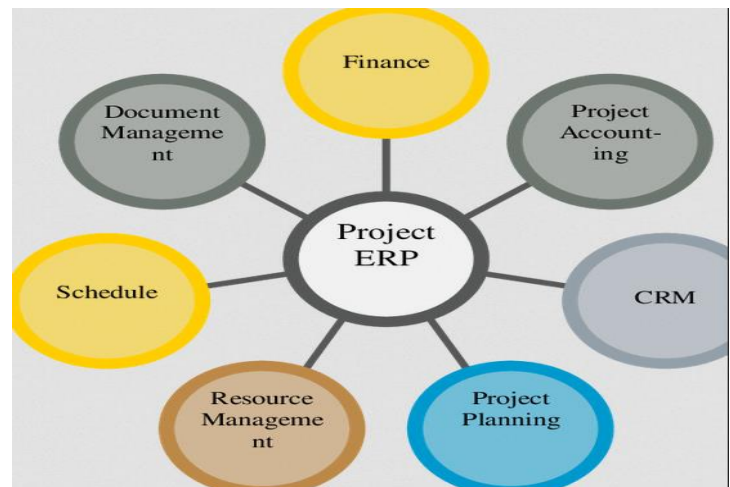 Finance
Document
Manageme
nt
Project
Account-
ing
Project
ERP
Schedule
CRM
Resource
Manageme
nt
Project
Planning